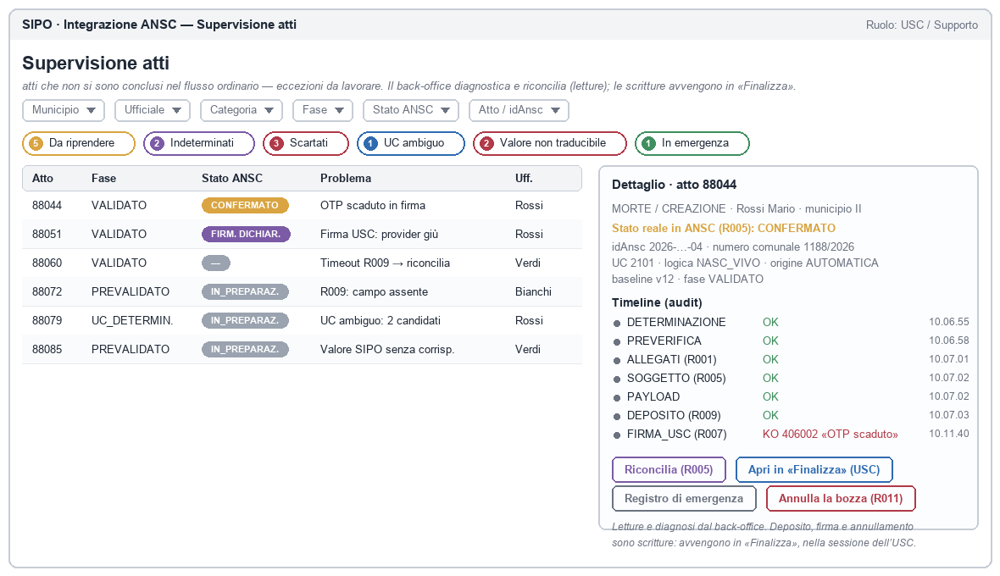 SIPO · Integrazione ANSC — Supervisione atti
Ruolo: USC / Supporto
Supervisione atti
atti che non si sono conclusi nel flusso ordinario — eccezioni da lavorare. Il back-office diagnostica e riconcilia (letture); le scritture avvengono in «Finalizza».
Municipio Ufficiale Categoria Fase Stato ANSC Atto / idAnsc
5 Da riprendere 2 Indeterminati 3 Scartati 1 UC ambiguo 2 Valore non traducibile 1 In emergenza
Atto Fase Stato ANSC Problema Uff.
88044 VALIDATO CONFERMATO OTP scaduto in firma Rossi
88051 VALIDATO FIRM. DICHIAR. Firma USC: provider giù Rossi
88060 VALIDATO — Timeout R009 → riconcilia Verdi
88072 PREVALIDATO IN_PREPARAZ. R009: campo assente Bianchi
88079 UC_DETERMIN. IN_PREPARAZ. UC ambiguo: 2 candidati Rossi
88085 PREVALIDATO IN_PREPARAZ. Valore SIPO senza corrisp. Verdi
Dettaglio · atto 88044
MORTE / CREAZIONE · Rossi Mario · municipio II
Stato reale in ANSC (R005): CONFERMATO
idAnsc 2026-...-04 · numero comunale 1188/2026
UC 2101 · logica NASC_VIVO · origine AUTOMATICA
baseline v12 · fase VALIDATO
Timeline (audit)
DETERMINAZIONE OK 10.06.55
PREVERIFICA OK 10.06.58
ALLEGATI (R001) OK 10.07.01
SOGGETTO (R005) OK 10.07.02
PAYLOAD OK 10.07.02
DEPOSITO (R009) OK 10.07.03
FIRMA_USC (R007) KO 406002 «OTP scaduto» 10.11.40
Riconcilia (R005) Apri in «Finalizza» (USC)
Registro di emergenza Annulla la bozza (R011)
Letture e diagnosi dal back-office. Deposito, firma e annullamento
sono scritture: avvengono in «Finalizza», nella sessione dell'USC.